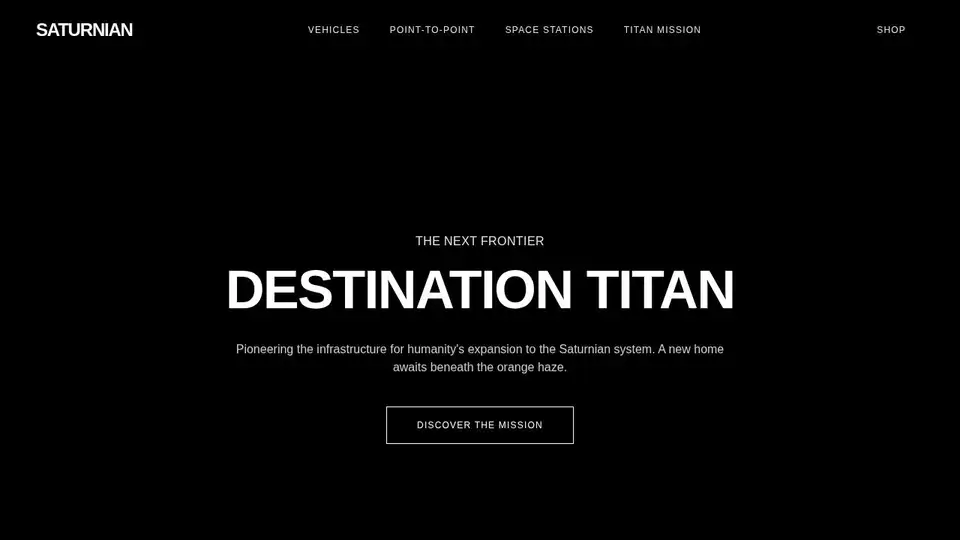 SATURNIAN
VEHICLES
POINT-TO-POINT
SPACE STATIONS
TITAN MISSION
SHOP
THE NEXT FRONTIER
DESTINATION TITAN
Pioneering the infrastructure for humanity's expansion to the Saturnian system. A new home
awaits beneath the orange haze.
DISCOVER THE MISSION